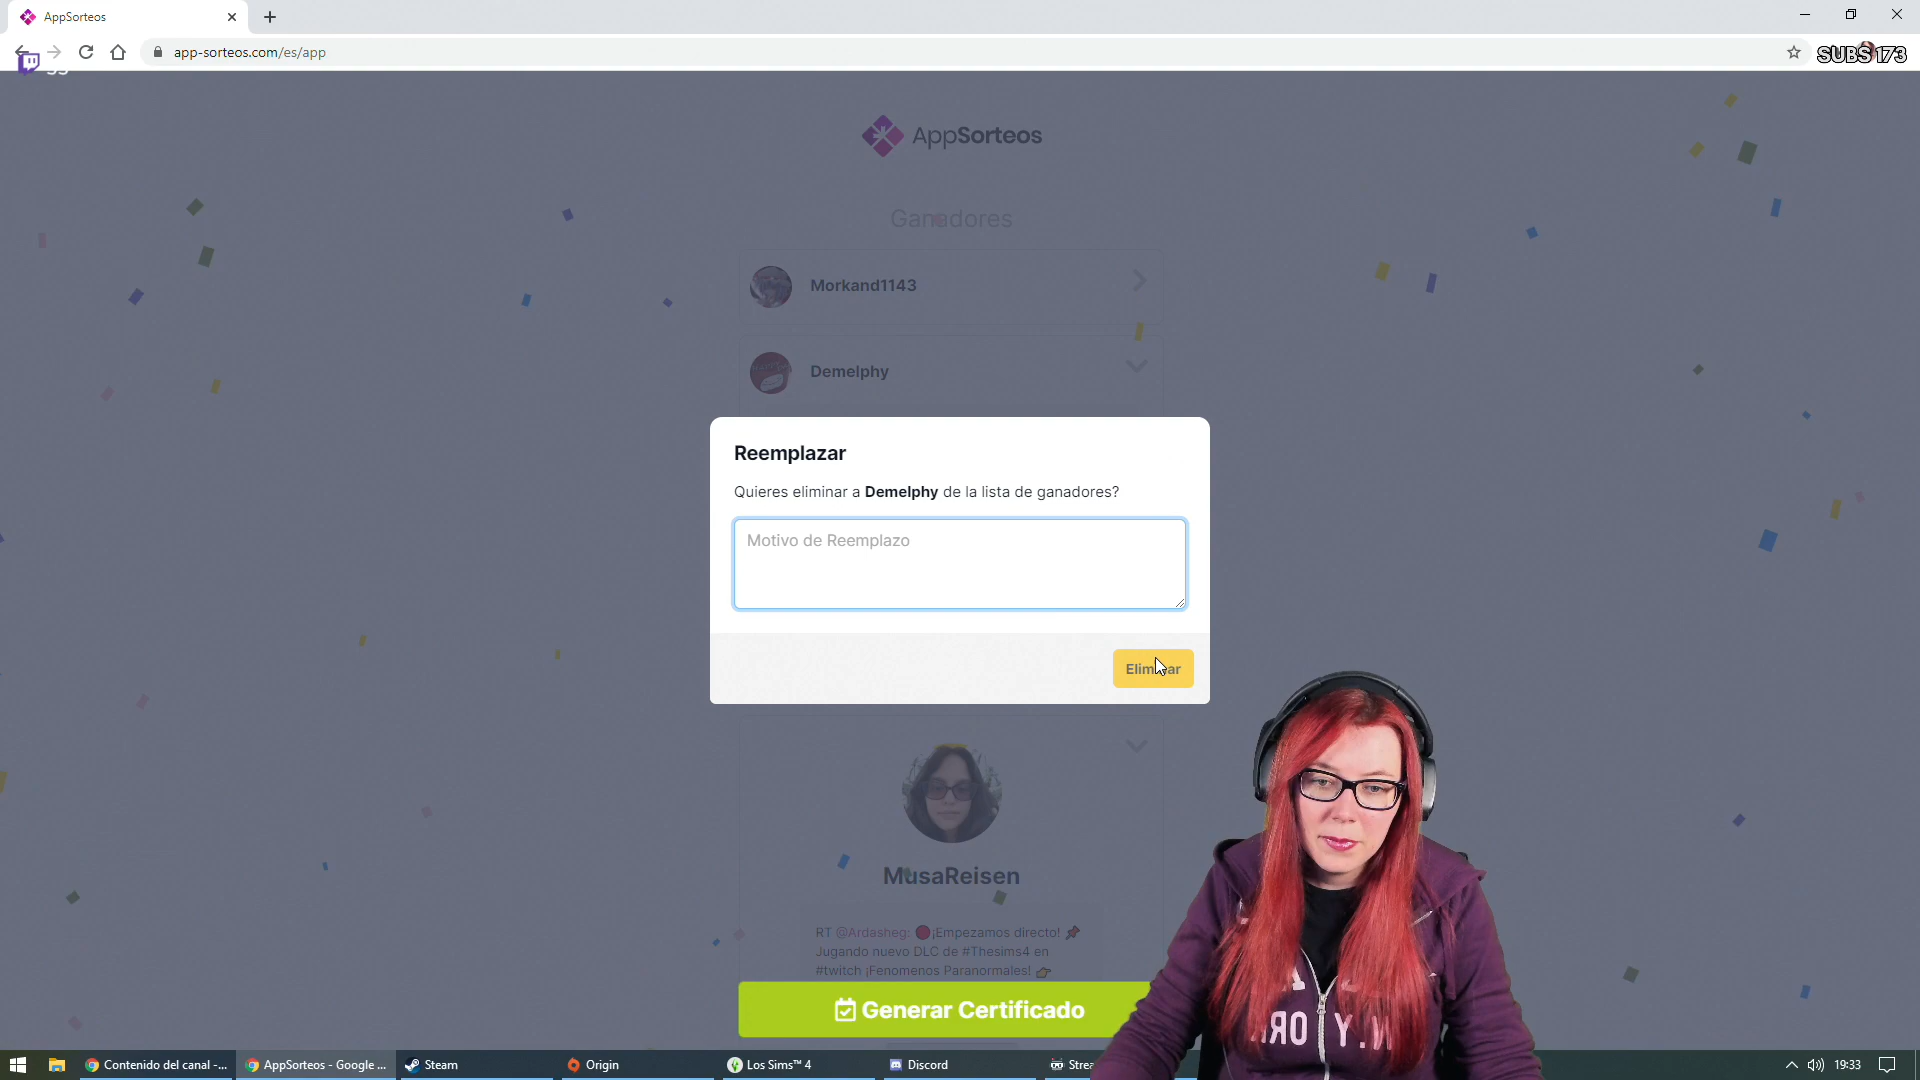 AppSorteos
app-sorteos.com/es/app
SUBS 173
AppSorteos
Ganadores
Morkand1143
Demelphy
Reemplazar
Quieres eliminar a Demelphy de la lista de ganadores?
Motivo de Reemplazo
Eliminar
MusaReisen
RT @Ardasheg: 🔴¡Empezamos directo! 📌
Jugando nuevo DLC de #Thesims4 en
#twitch ¡Fenomenos Paranormales! 👉
Generar Certificado
N.Y
Contenido del canal -...
AppSorteos - Google ...
Steam
Origin
Los Sims™ 4
Discord
Strea
19:33